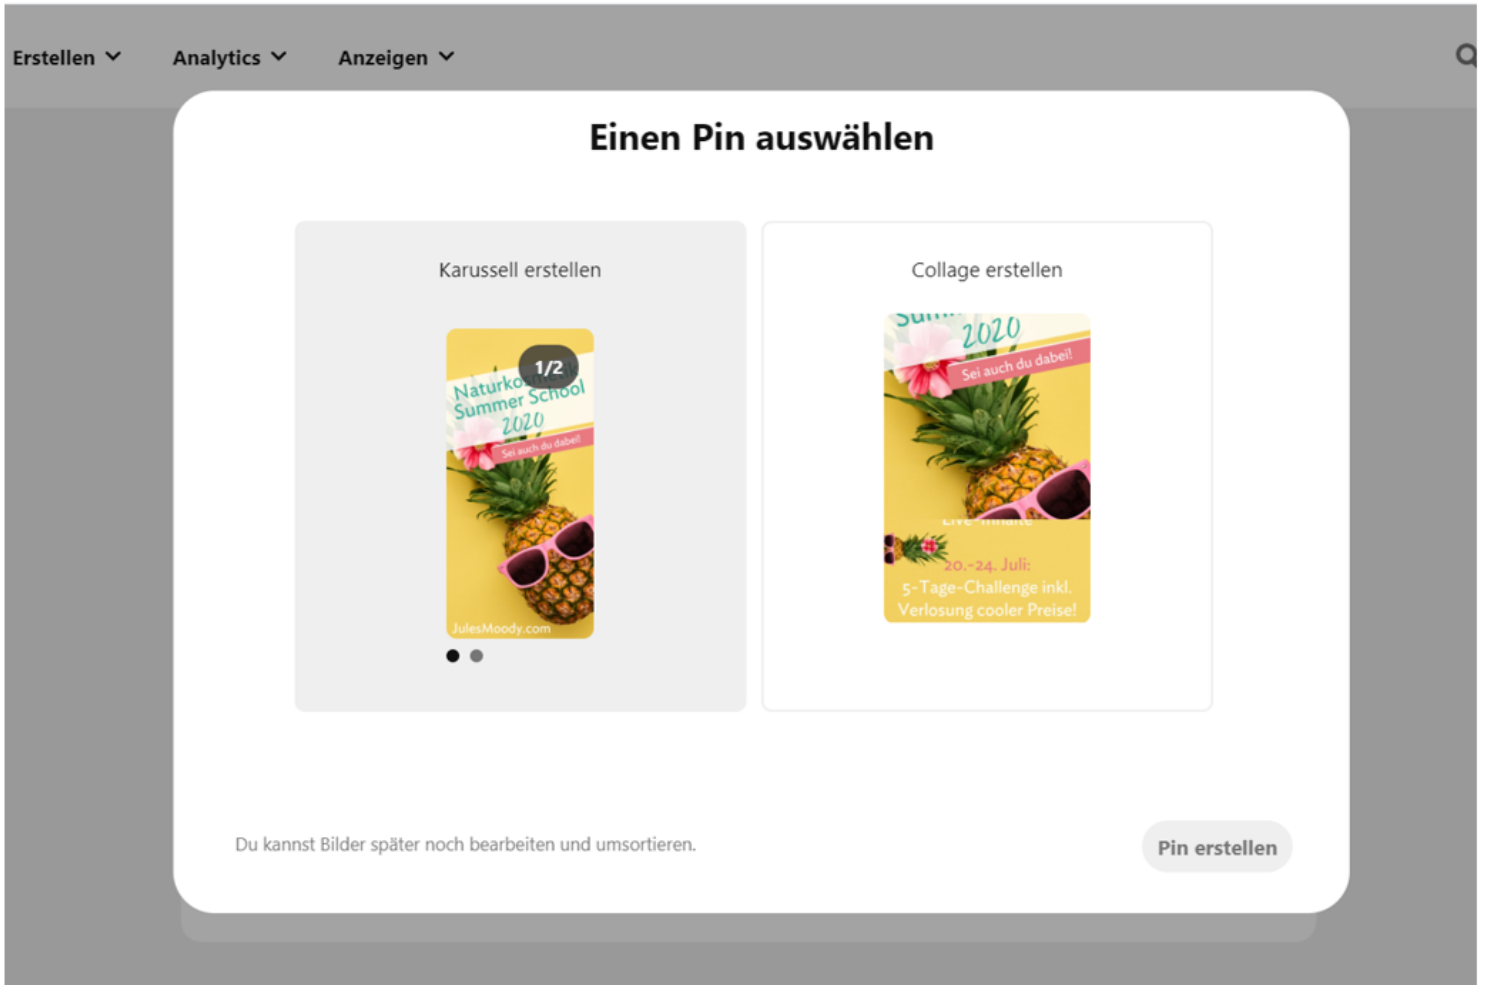 Erstellen
Analytics
Anzeigen
Einen Pin auswählen
Karussell erstellen
1/2
Summer School
2020
Sei auch du dabei!
JulesMoody.com
Collage erstellen
2020
Sei auch du dabei!
Live-Inhalte
20.-24. Juli:
5-Tage-Challenge inkl.
Verlosung cooler Preise!
Du kannst Bilder später noch bearbeiten und umsortieren.
Pin erstellen